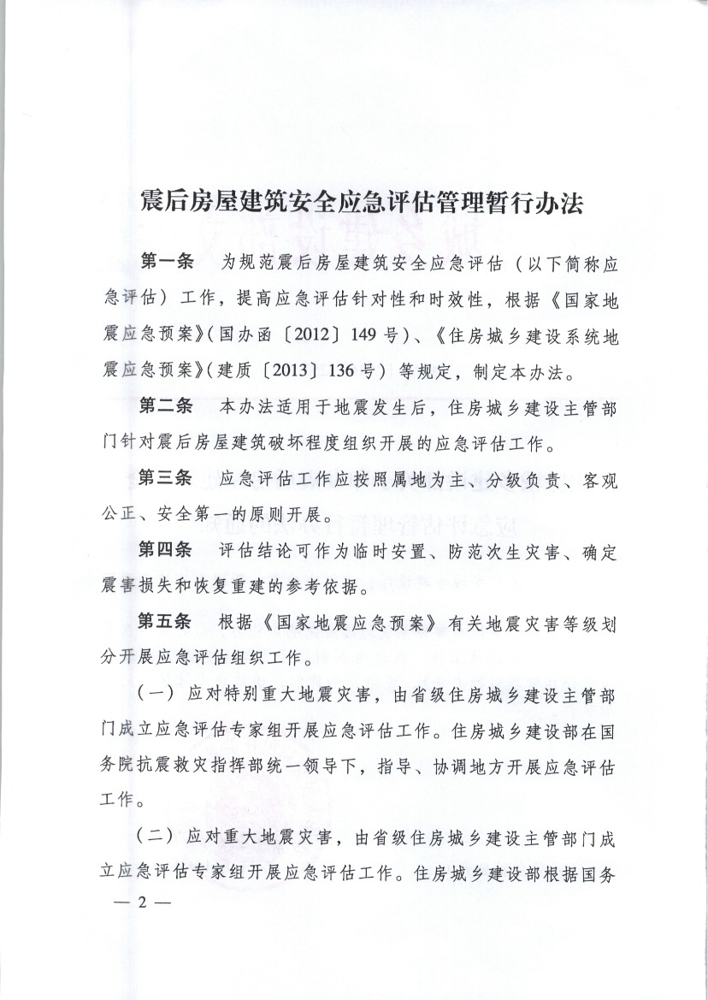 震后房屋建筑安全应急评估管理暂行办法
第一条 为规范震后房屋建筑安全应急评估（以下简称应
急评估）工作，提高应急评估针对性和时效性，根据《国家地
震应急预案》（国办函〔2012〕149 号）、《住房城乡建设系统地
震应急预案》（建质〔2013〕136 号）等规定，制定本办法。
第二条 本办法适用于地震发生后，住房城乡建设主管部
门针对震后房屋建筑破坏程度组织开展的应急评估工作。
第三条 应急评估工作应按照属地为主、分级负责、客观
公正、安全第一的原则开展。
第四条 评估结论可作为临时安置、防范次生灾害、确定
震害损失和恢复重建的参考依据。
第五条 根据《国家地震应急预案》有关地震灾害等级划
分开展应急评估组织工作。
（一）应对特别重大地震灾害，由省级住房城乡建设主管部
门成立应急评估专家组开展应急评估工作。住房城乡建设部在国
务院抗震救灾指挥部统一领导下，指导、协调地方开展应急评估
工作。
（二）应对重大地震灾害，由省级住房城乡建设主管部门成
立应急评估专家组开展应急评估工作。住房城乡建设部根据国务
— 2 —